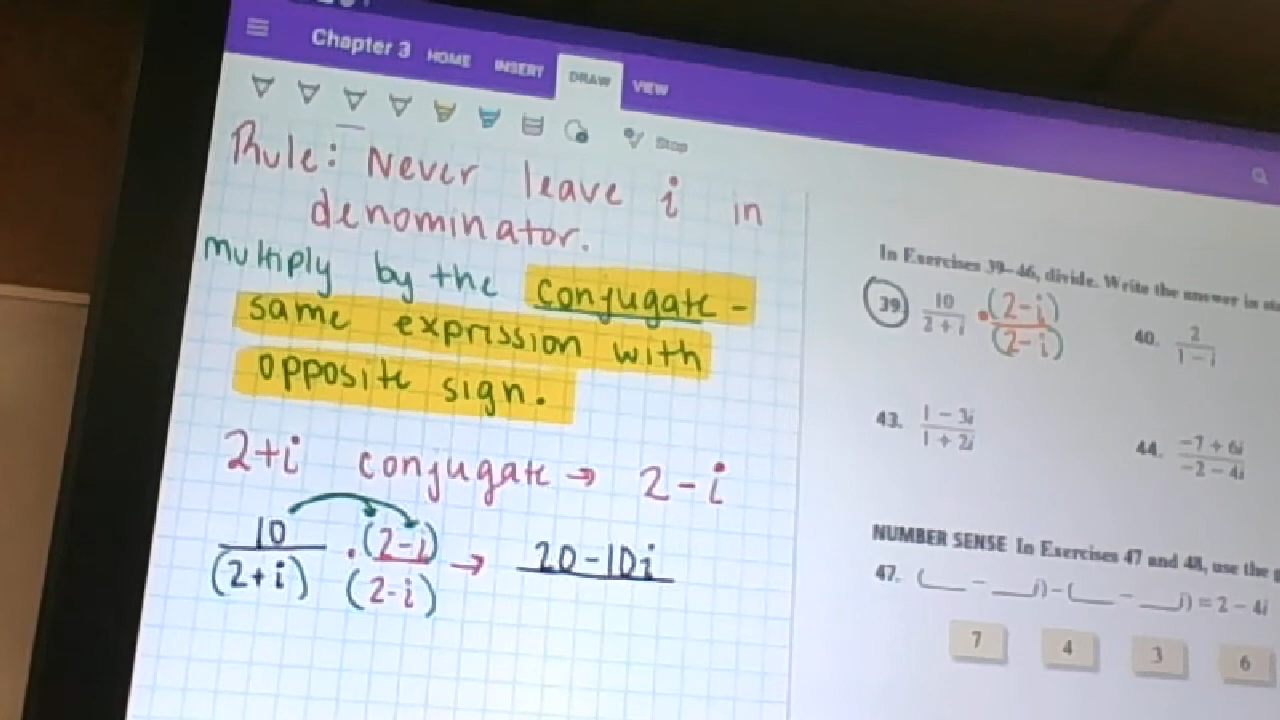 Chapter 3 HOME INSERT DRAW VIEW
Stop
Rule: Never leave i in
denominator.
multiply by the conjugate -
same exprission with
opposite sign.
2+i conjugate → 2-i
10/(2+i) · (2-i)/(2-i) → 20-10i
In Exercises 39–46, divide. Write the answer in
39. 10/(2 + i) · (2-i)/(2-i)
40. 2/(1 − i)
43. (1 − 3i)/(1 + 2i)
44. (−7 + 6i)/(−2 − 4i)
NUMBER SENSE In Exercises 47 and 48, use the
47. (___ − ___i) − (___ − ___i) = 2 − 4i
7 4 3 6